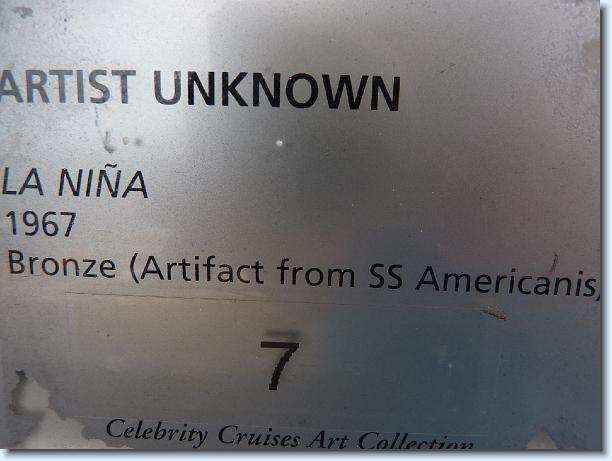 ARTIST UNKNOWN
LA NIÑA
1967
Bronze (Artifact from SS Americanis)
7
Celebrity Cruises Art Collection